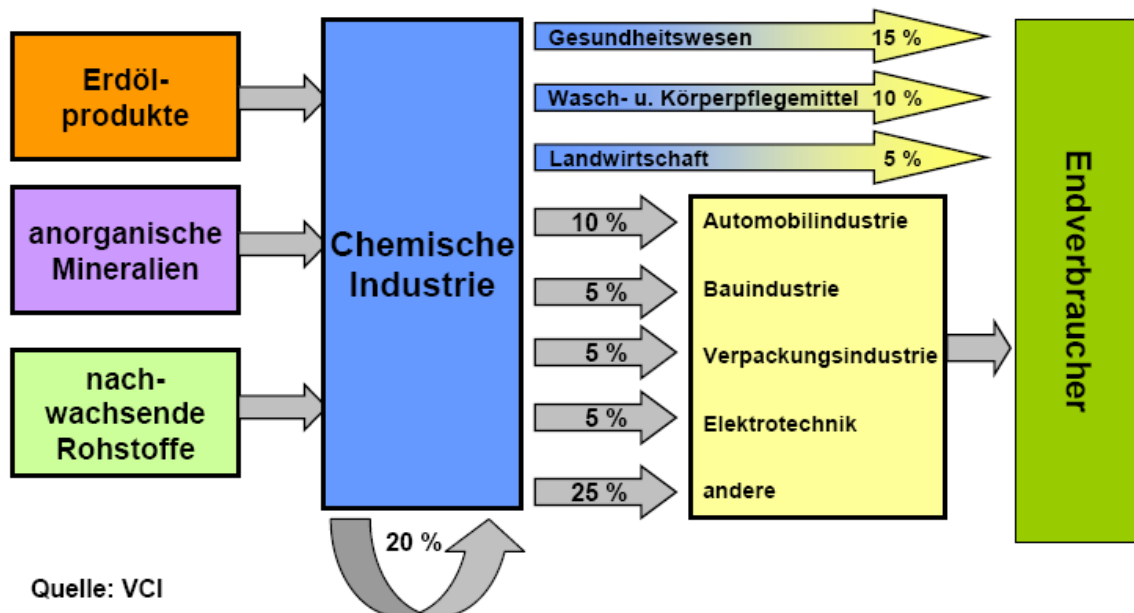 Erdöl-
produkte
anorganische
Mineralien
nach-
wachsende
Rohstoffe
Chemische
Industrie
20 %
Gesundheitswesen 15 %
Wasch- u. Körperpflegemittel 10 %
Landwirtschaft 5 %
10 % Automobilindustrie
5 % Bauindustrie
5 % Verpackungsindustrie
5 % Elektrotechnik
25 % andere
Endverbraucher
Quelle: VCI